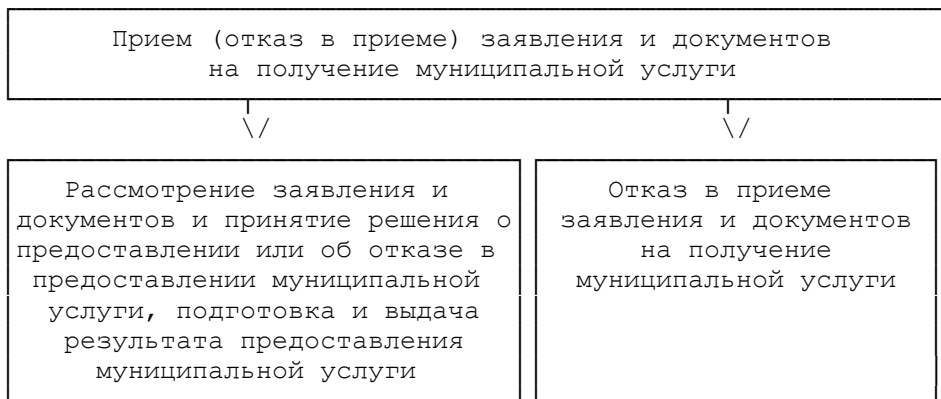 Прием (отказ в приеме) заявления и документов
на получение муниципальной услуги
\/ \/
Рассмотрение заявления и
документов и принятие решения о
предоставлении или об отказе в
предоставлении муниципальной
услуги, подготовка и выдача
результата предоставления
муниципальной услуги
Отказ в приеме
заявления и документов
на получение
муниципальной услуги